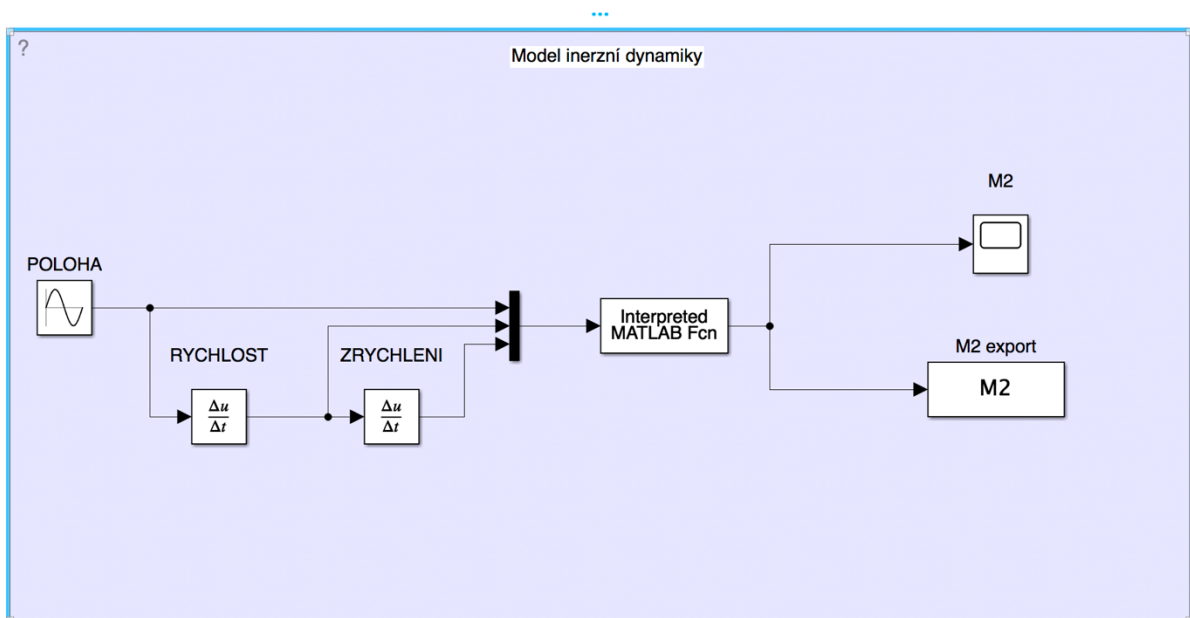 ...
?
Model inerzní dynamiky
M2
POLOHA
Interpreted
MATLAB Fcn
M2 export
RYCHLOST
ZRYCHLENI
M2
Δu
Δt
Δu
Δt